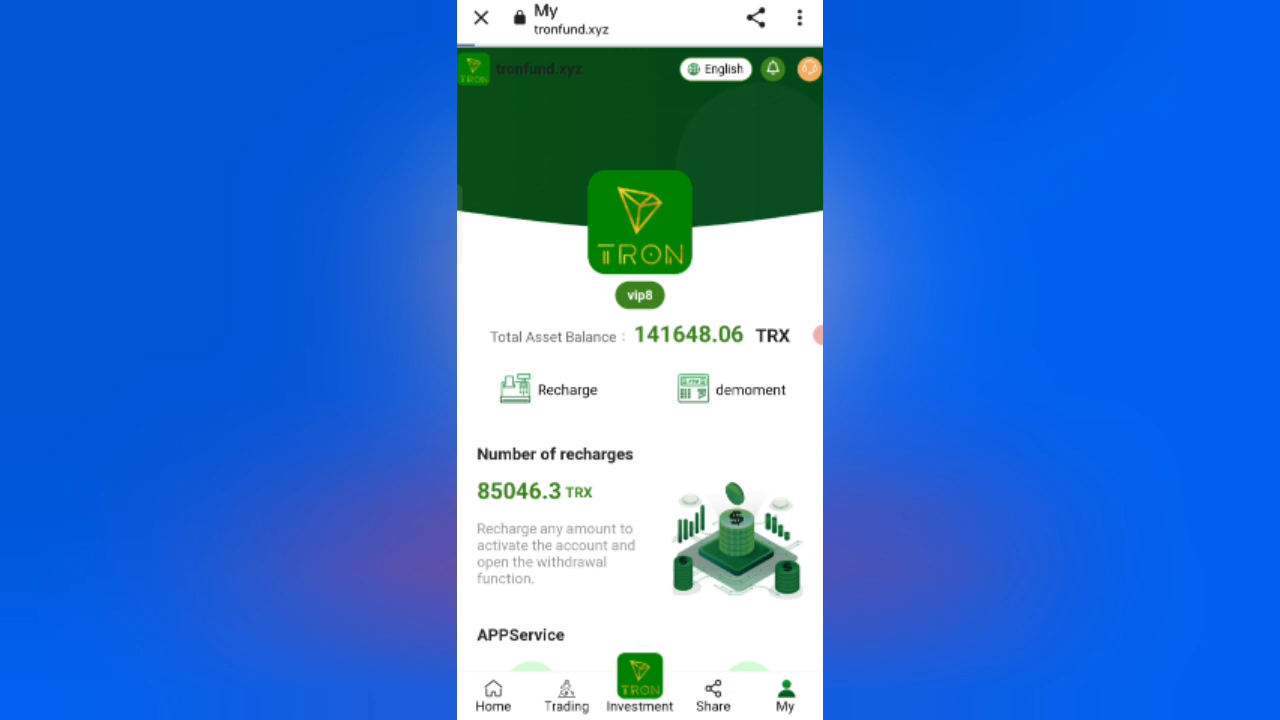 My
tronfund.xyz
TRON
tronfund.xyz
English
TRON
vip8
Total Asset Balance : 141648.06 TRX
Recharge
demoment
Number of recharges
85046.3 TRX
Recharge any amount to
activate the account and
open the withdrawal
function.
APPService
TRON
Home
Trading
Investment
Share
My